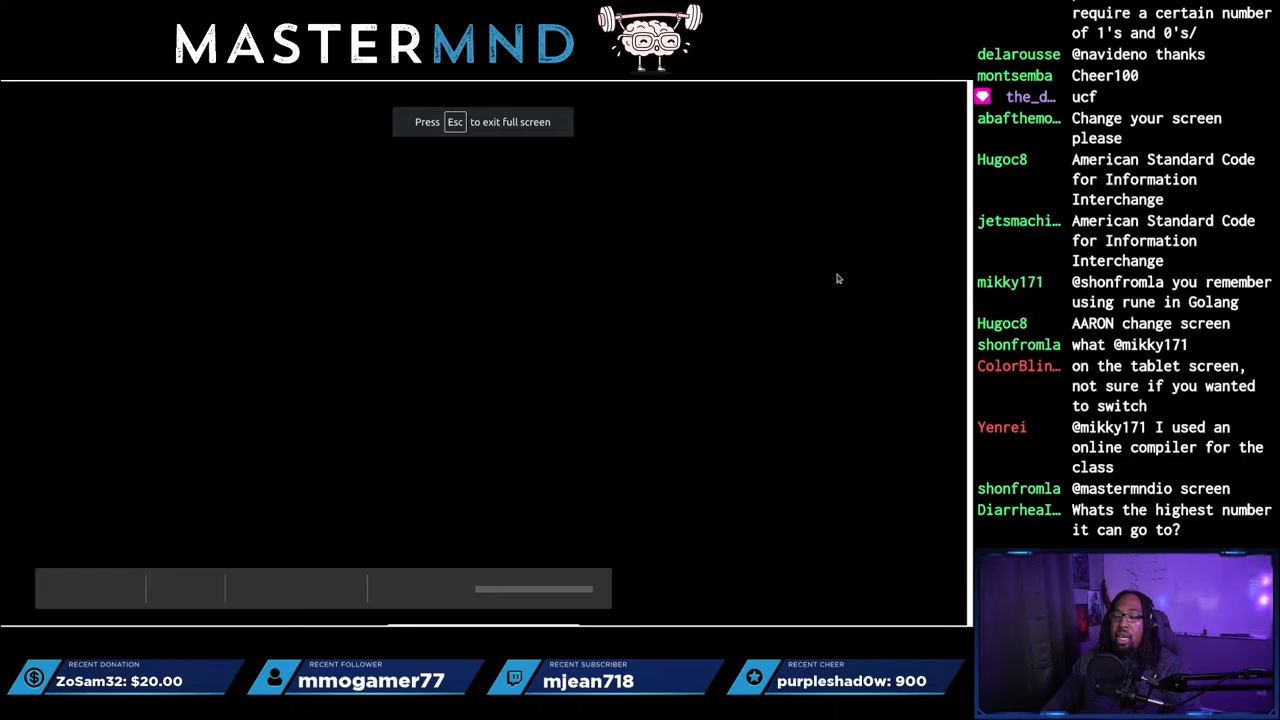 MASTERMND
Press Esc to exit full screen
require a certain number
of 1's and 0's/
delarousse @navideno thanks
montsemba Cheer100
the_d… ucf
abafthemo… Change your screen
please
Hugoc8 American Standard Code
for Information
Interchange
jetsmachi… American Standard Code
for Information
Interchange
mikky171 @shonfromla you remember
using rune in Golang
Hugoc8 AARON change screen
shonfromla what @mikky171
ColorBlin… on the tablet screen,
not sure if you wanted
to switch
Yenrei @mikky171 I used an
online compiler for the
class
shonfromla @mastermndio screen
DiarrheaI… Whats the highest number
it can go to?
RECENT DONATION
ZoSam32: $20.00
RECENT FOLLOWER
mmogamer77
RECENT SUBSCRIBER
mjean718
RECENT CHEER
purpleshad0w: 900